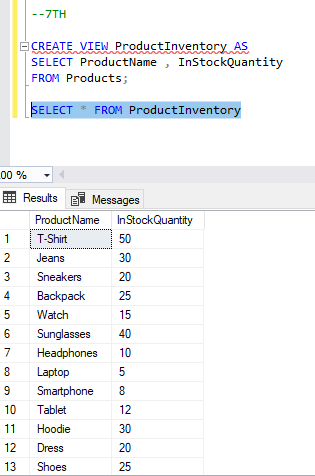 --7TH
CREATE VIEW ProductInventory AS
SELECT ProductName , InStockQuantity
FROM Products;
SELECT * FROM ProductInventory
00 %
Results Messages
ProductName InStockQuantity
1 T-Shirt 50
2 Jeans 30
3 Sneakers 20
4 Backpack 25
5 Watch 15
6 Sunglasses 40
7 Headphones 10
8 Laptop 5
9 Smartphone 8
10 Tablet 12
11 Hoodie 30
12 Dress 20
13 Shoes 25